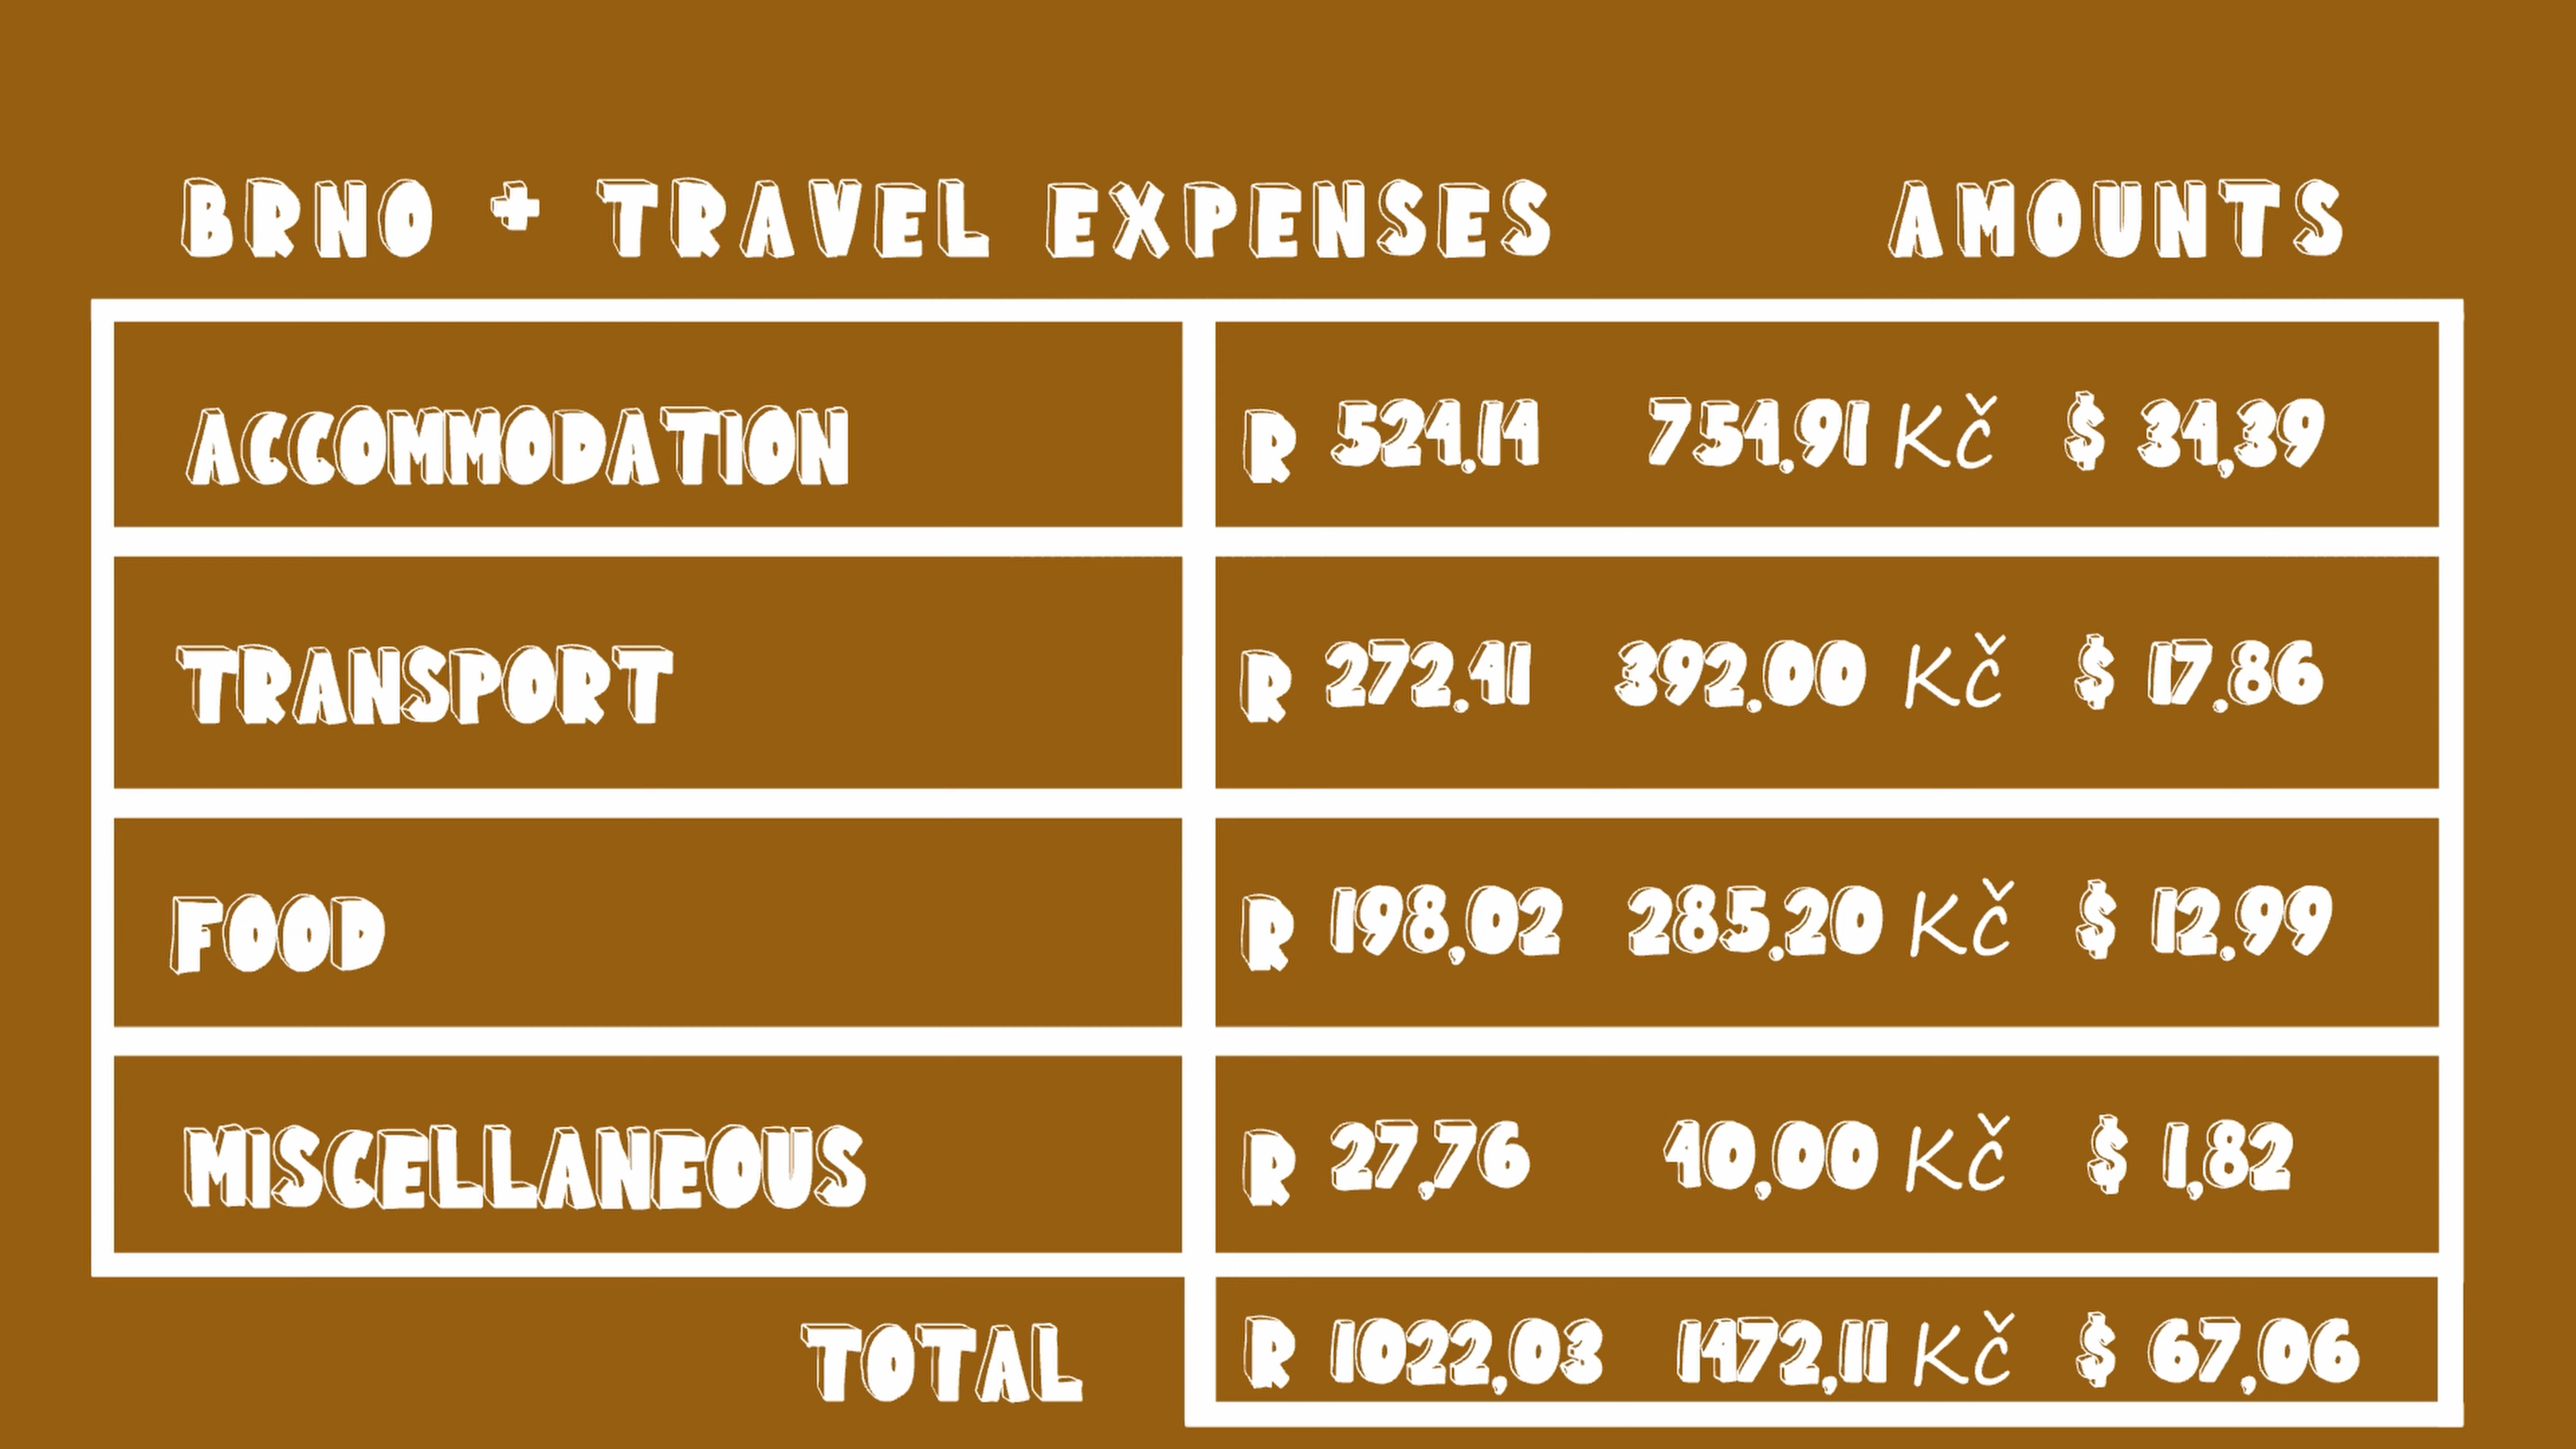 BRNO + TRAVEL EXPENSES AMOUNTS
ACCOMMODATION R 524.14 754.91 Kč $ 34,39
TRANSPORT R 272.41 392.00 Kč $ 17.86
FOOD R 198,02 285.20 Kč $ 12.99
MISCELLANEOUS R 27,76 40,00 Kč $ 1,82
TOTAL R 1022,03 1472,11 Kč $ 67,06